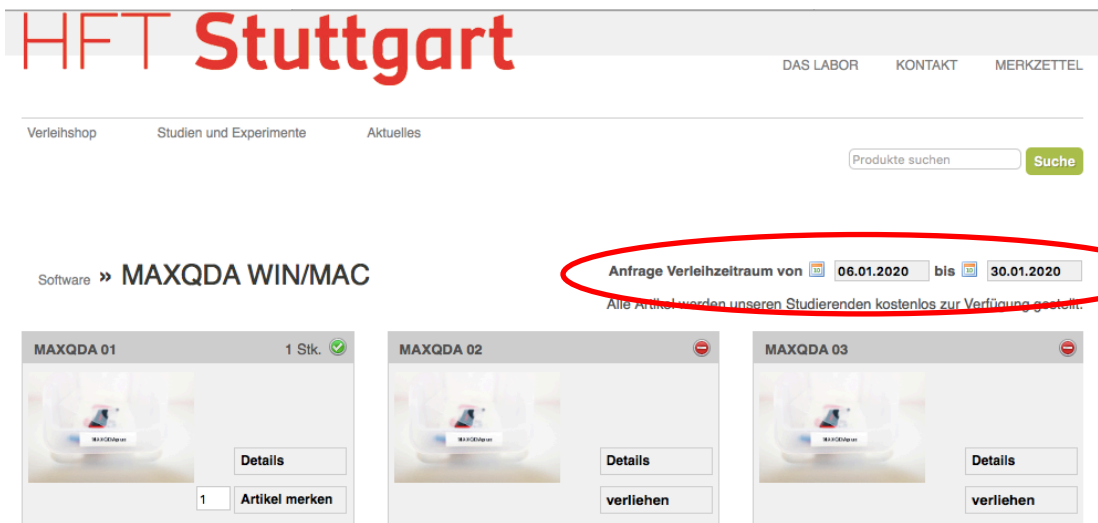 HFT Stuttgart
DAS LABOR KONTAKT MERKZETTEL
Verleihshop Studien und Experimente Aktuelles
Produkte suchen Suche
Software » MAXQDA WIN/MAC
Anfrage Verleihzeitraum von 06.01.2020 bis 30.01.2020
Alle Artikel werden unseren Studierenden kostenlos zur Verfügung gestellt.
MAXQDA 01 1 Stk. MAXQDA 02 MAXQDA 03
Details Details Details
1 Artikel merken verliehen verliehen